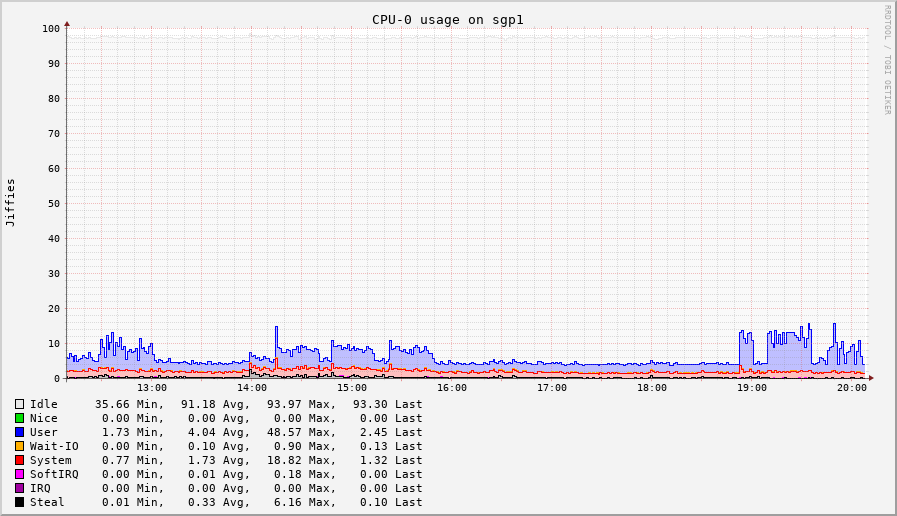 CPU-0 usage on sgp1
RRDTOOL / TOBI OETIKER
Jiffies
100
90
80
70
60
50
40
30
20
10
0
13:00 14:00 15:00 16:00 17:00 18:00 19:00 20:00
Idle 35.66 Min, 91.18 Avg, 93.97 Max, 93.30 Last
Nice 0.00 Min, 0.00 Avg, 0.00 Max, 0.00 Last
User 1.73 Min, 4.04 Avg, 48.57 Max, 2.45 Last
Wait-IO 0.00 Min, 0.10 Avg, 0.90 Max, 0.13 Last
System 0.77 Min, 1.73 Avg, 18.82 Max, 1.32 Last
SoftIRQ 0.00 Min, 0.01 Avg, 0.18 Max, 0.00 Last
IRQ 0.00 Min, 0.00 Avg, 0.00 Max, 0.00 Last
Steal 0.01 Min, 0.33 Avg, 6.16 Max, 0.10 Last